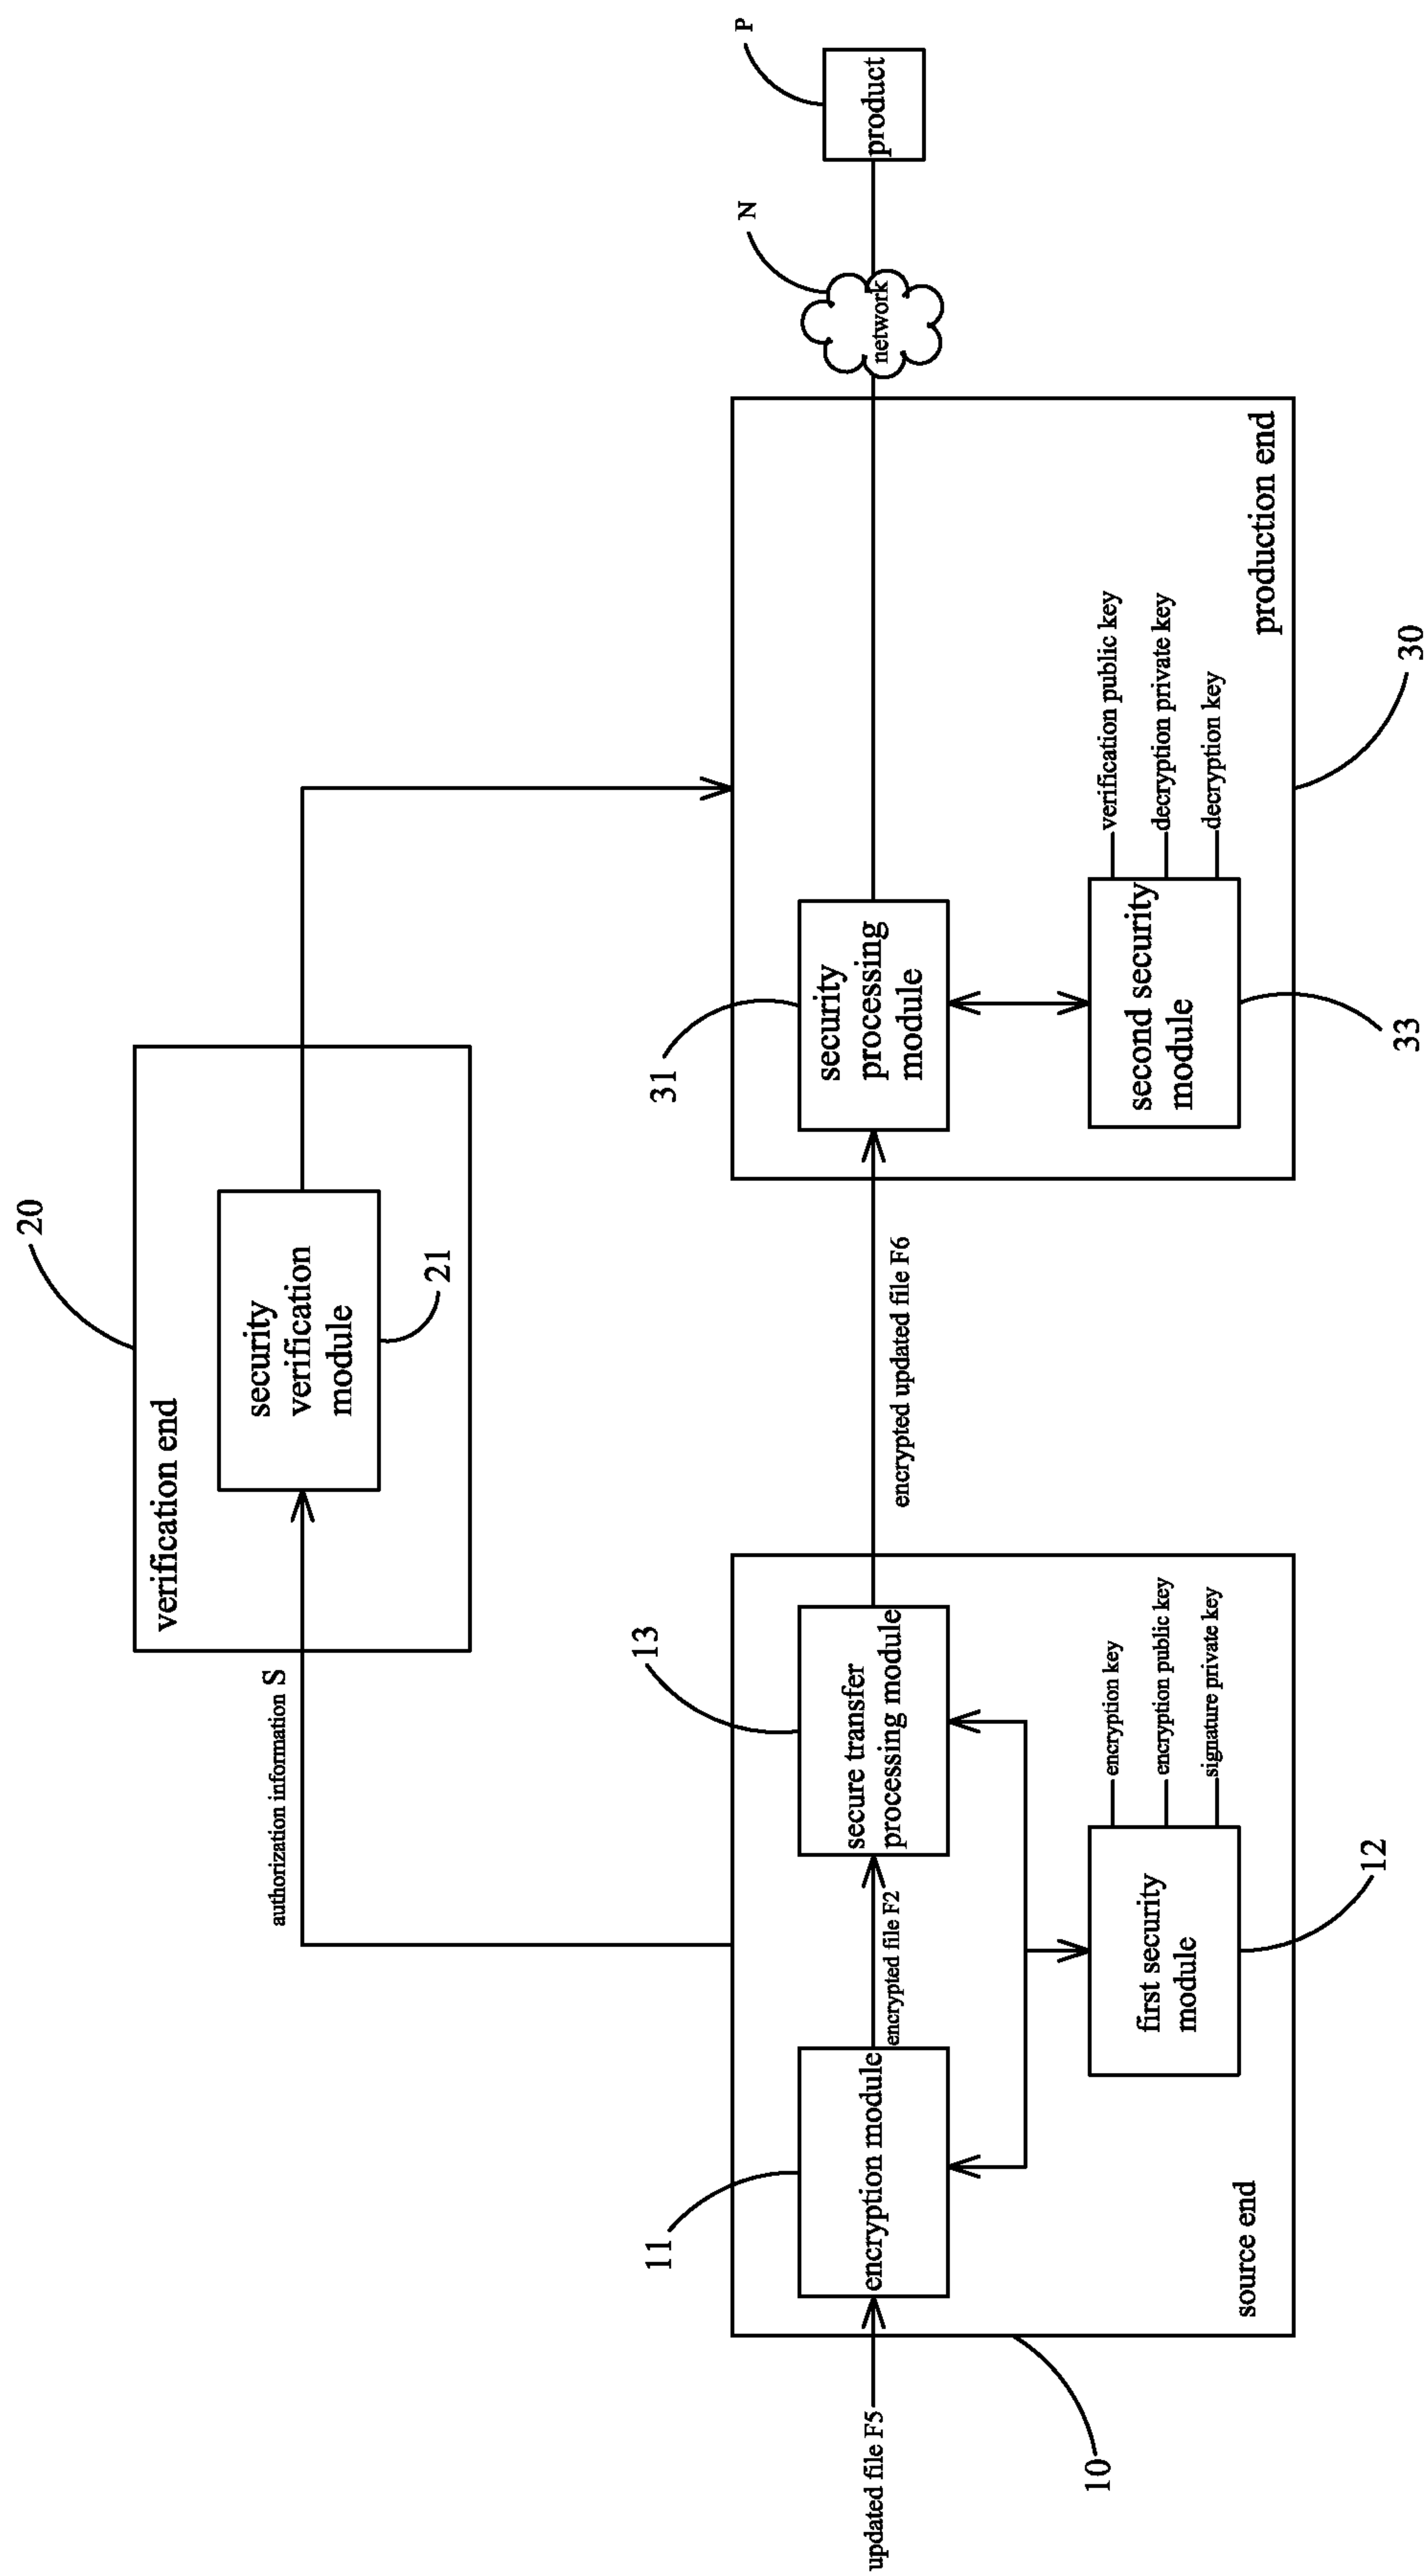 20
verification end
security
verification
module
21
authorization information S
P
product
N
network
11
encryption module
encrypted file F2
13
secure transfer
processing module
updated file F5
encrypted updated file F6
31
security
processing
module
first security
module
encryption key
encryption public key
signature private key
12
source end
10
second security
module
verification public key
decryption private key
decryption key
33
production end
30